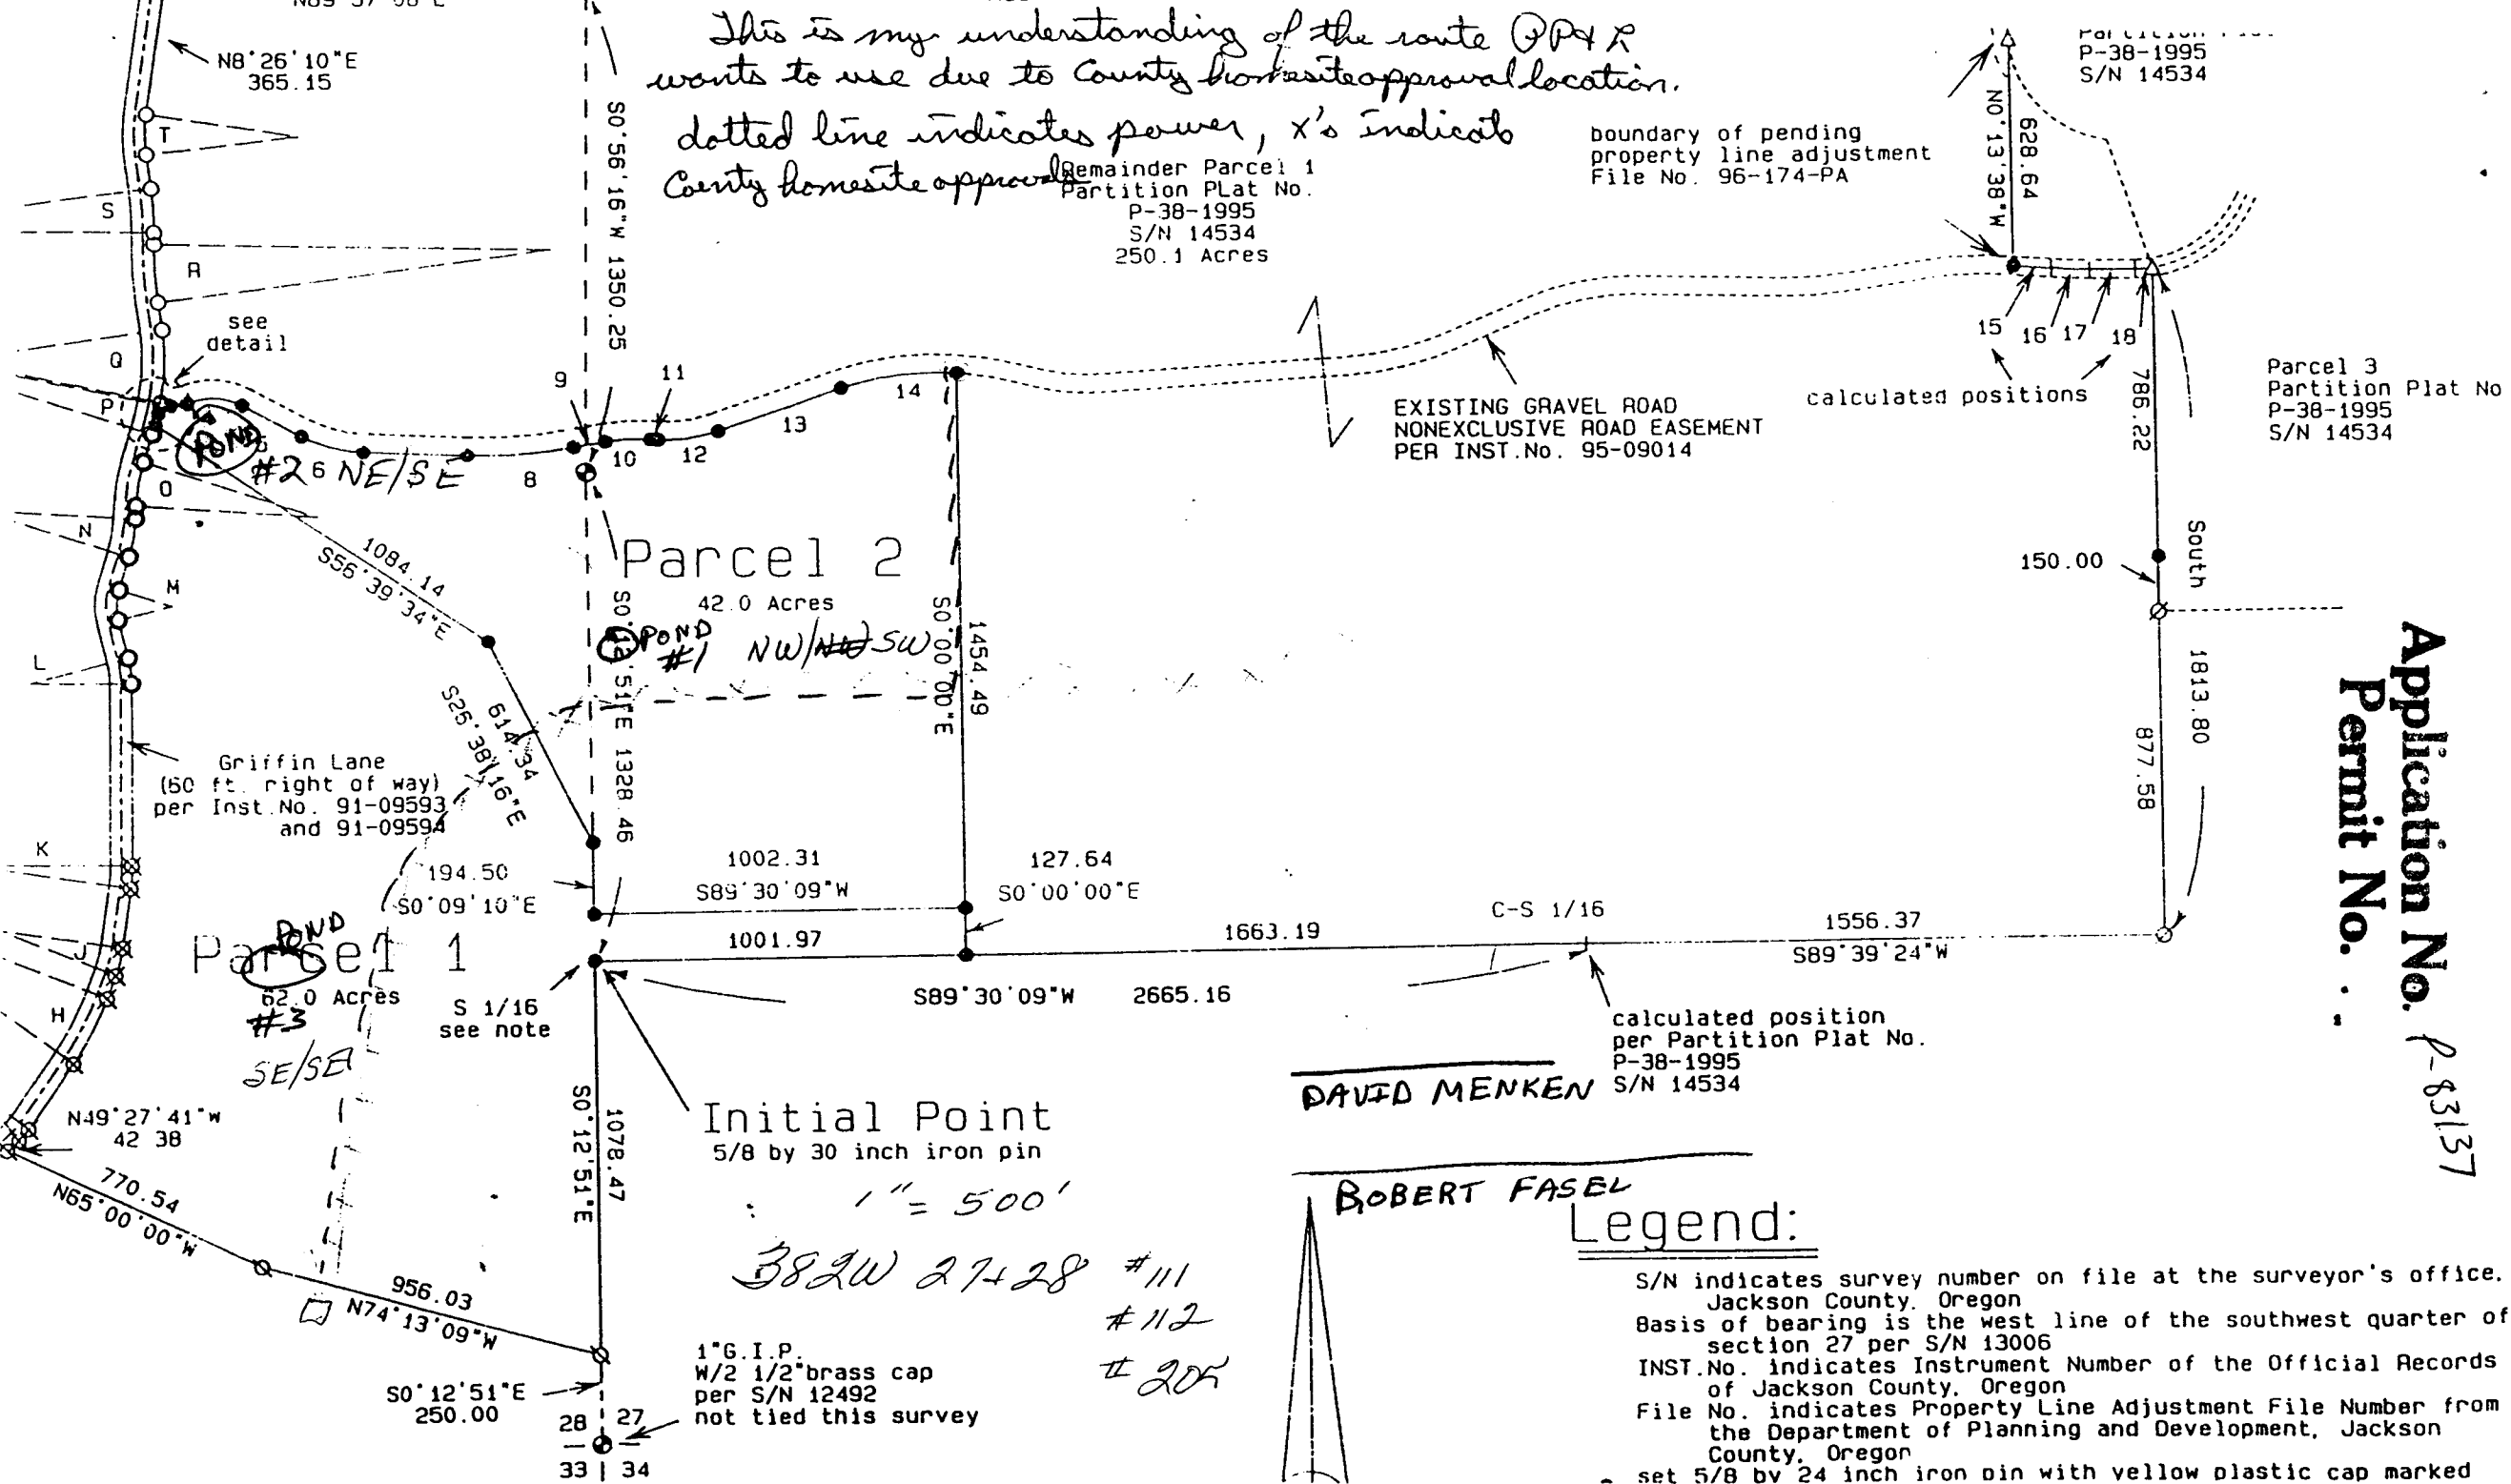 N8°26'10"E
365.15
This is my understanding of the route PP&L
wants to use due to County homesite approval location.
dotted line indicates power, x's indicate
County homesite approvals
Remainder Parcel 1
Partition PLat No.
P-38-1995
S/N 14534
250.1 Acres
boundary of pending
property line adjustment
File No. 96-174-PA
P-38-1995
S/N 14534
N0°13'38"W
628.64
S0°56'16"W 1350.25
T
S
R
see
detail
Q
P
O
N
M
L
K
J
H
POND
#2 6 NE/SE
8
9
10
11
12
13
14
15
16
17
18
calculated positions
EXISTING GRAVEL ROAD
NONEXCLUSIVE ROAD EASEMENT
PER INST.No. 95-09014
Parcel 3
Partition Plat No
P-38-1995
S/N 14534
786.22
South
150.00
1813.80
877.58
1084.14
S56°39'34"E
Parcel 2
42.0 Acres
POND
#1 NW/SW
S0°12'51"E 1328.46
S0°00'00"E
1454.49
614.34
S26°38'16"E
Griffin Lane
(60 ft. right of way)
per Inst.No. 91-09593
and 91-09594
194.50
S0°09'10"E
1002.31
S89°30'09"W
127.64
S0°00'00"E
1001.97
1663.19
C-S 1/16
1556.37
S89°39'24"W
S89°30'09"W 2665.16
POND
Parcel 1
62.0 Acres
#3
SE/SE
S 1/16
see note
calculated position
per Partition Plat No.
P-38-1995
S/N 14534
DAVID MENKEN
ROBERT FASEL
Initial Point
5/8 by 30 inch iron pin
1" = 500'
382W 27+28 #111
#112
#205
S0°12'51"E
1078.47
N49°27'41"W
42 38
770.54
N65°00'00"W
956.03
N74°13'09"W
S0°12'51"E
250.00
1"G.I.P.
W/2 1/2"brass cap
per S/N 12492
not tied this survey
28 27
33 34
Application No. P-83137
Permit No.
Legend:
S/N indicates survey number on file at the surveyor's office.
Jackson County. Oregon
Basis of bearing is the west line of the southwest quarter of
section 27 per S/N 13006
INST.No. indicates Instrument Number of the Official Records
of Jackson County. Oregon
File No. indicates Property Line Adjustment File Number from
the Department of Planning and Development, Jackson
County, Oregon
set 5/8 by 24 inch iron pin with yellow plastic cap marked